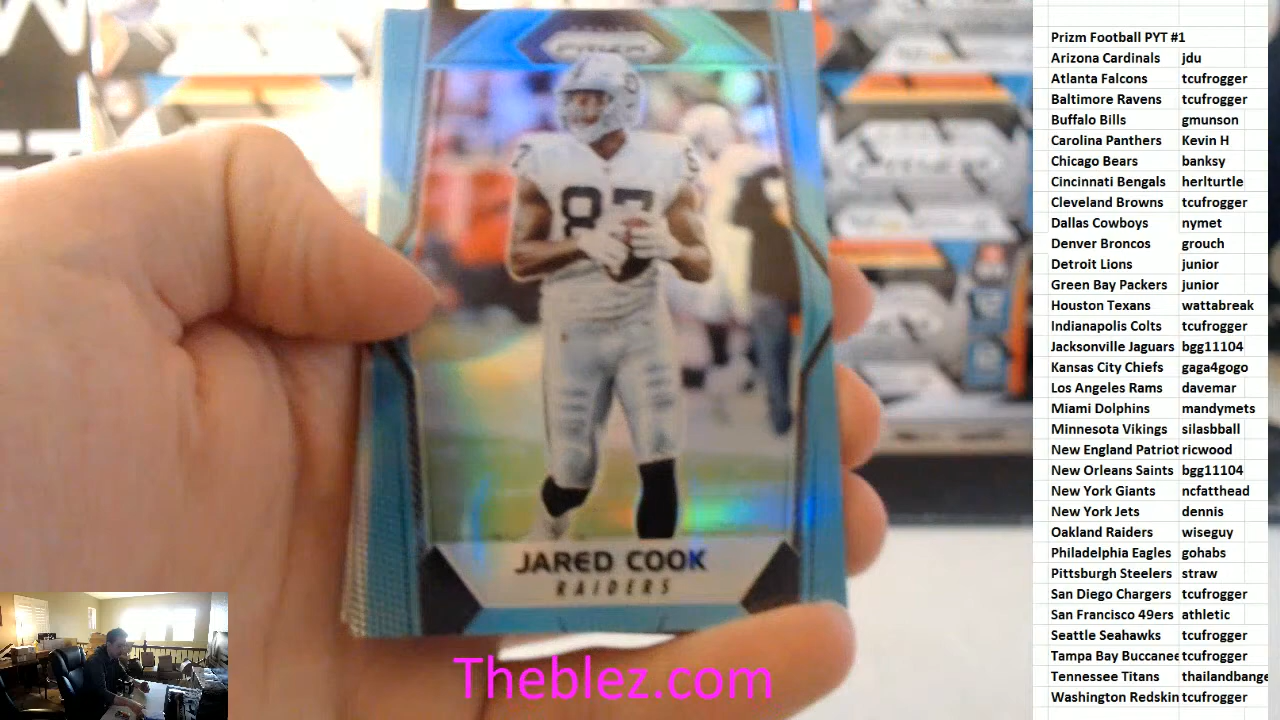 PRIZM
87
JARED COOK
RAIDERS
Theblez.com
Prizm Football PYT #1
Arizona Cardinals jdu
Atlanta Falcons tcufrogger
Baltimore Ravens tcufrogger
Buffalo Bills gmunson
Carolina Panthers Kevin H
Chicago Bears banksy
Cincinnati Bengals herlturtle
Cleveland Browns tcufrogger
Dallas Cowboys nymet
Denver Broncos grouch
Detroit Lions junior
Green Bay Packers junior
Houston Texans wattabreak
Indianapolis Colts tcufrogger
Jacksonville Jaguars bgg11104
Kansas City Chiefs gaga4gogo
Los Angeles Rams davemar
Miami Dolphins mandymets
Minnesota Vikings silasbball
New England Patriot ricwood
New Orleans Saints bgg11104
New York Giants ncfatthead
New York Jets dennis
Oakland Raiders wiseguy
Philadelphia Eagles gohabs
Pittsburgh Steelers straw
San Diego Chargers tcufrogger
San Francisco 49ers athletic
Seattle Seahawks tcufrogger
Tampa Bay Buccanee tcufrogger
Tennessee Titans thailandbange
Washington Redskin tcufrogger